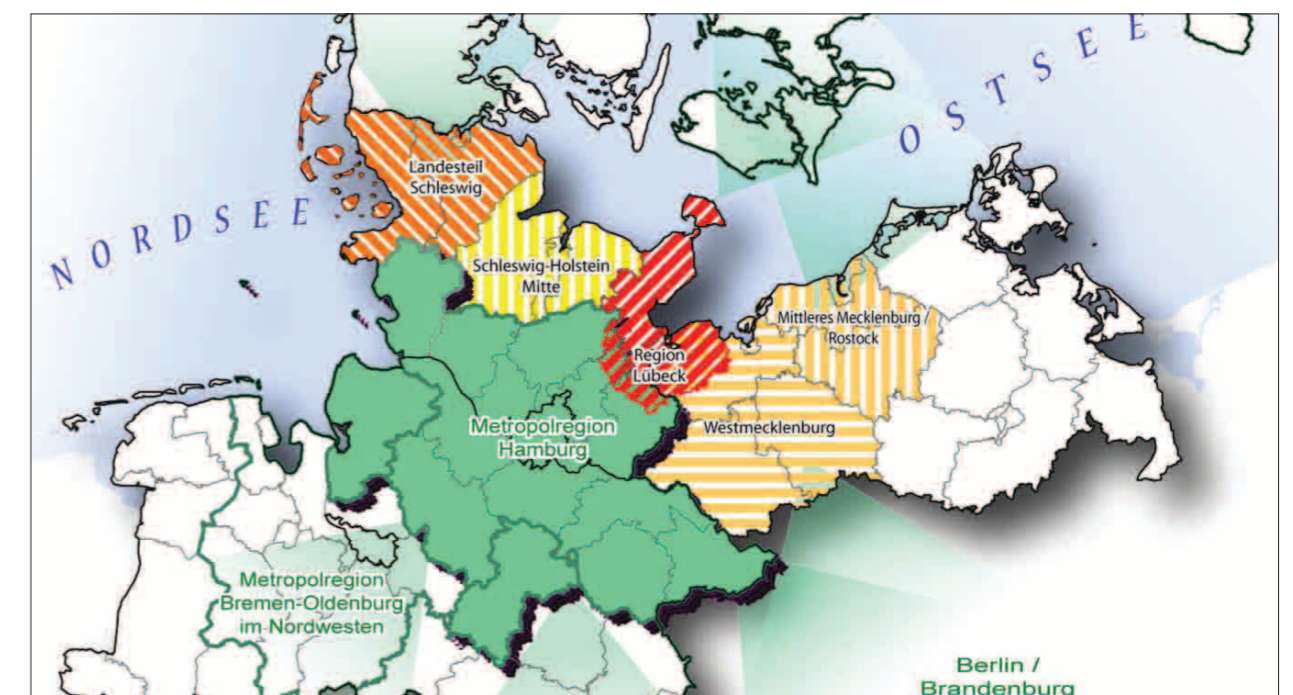 OSTSEE
NORDSEE
Landesteil
Schleswig
Schleswig-Holstein
Mitte
Mittleres Mecklenburg /
Rostock
Region
Lübeck
Metropolregion
Hamburg
Westmecklenburg
Metropolregion
Bremen-Oldenburg
im Nordwesten
Berlin /
Brandenburg